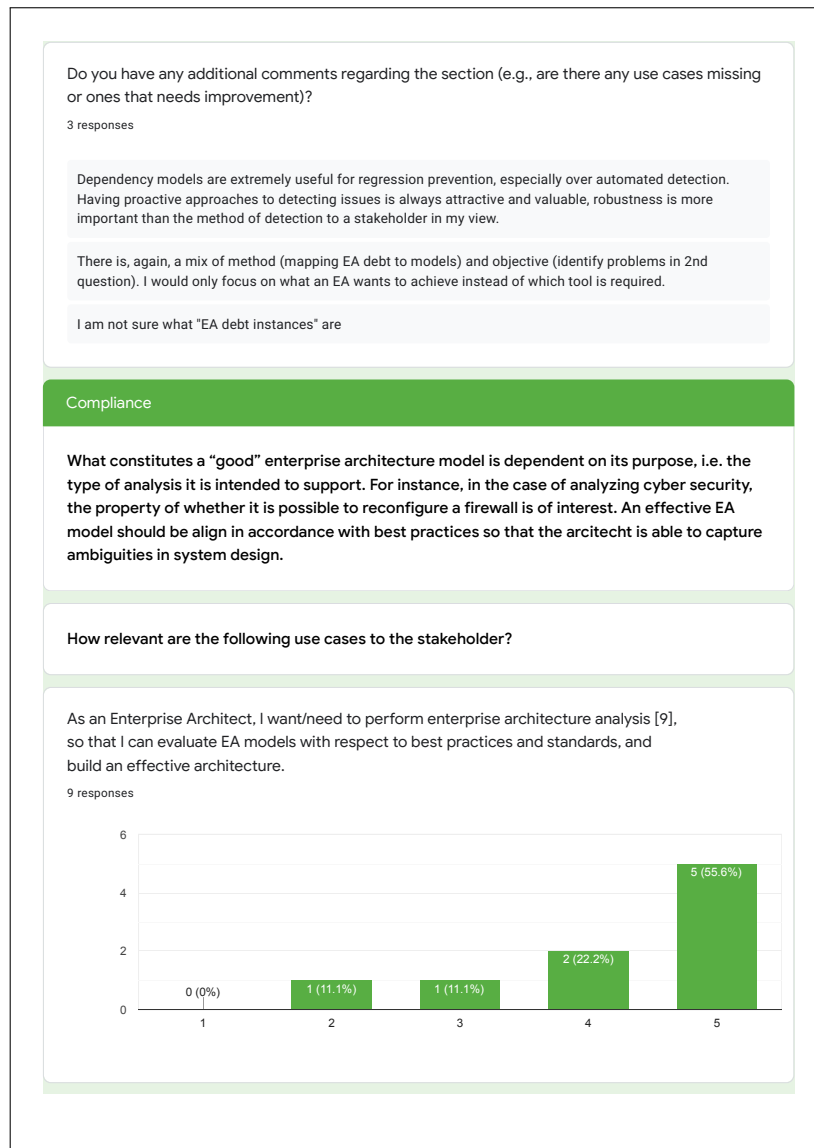 Do you have any additional comments regarding the section (e.g., are there any use cases missing
or ones that needs improvement)?
3 responses
Dependency models are extremely useful for regression prevention, especially over automated detection.
Having proactive approaches to detecting issues is always attractive and valuable, robustness is more
important than the method of detection to a stakeholder in my view.
There is, again, a mix of method (mapping EA debt to models) and objective (identify problems in 2nd
question). I would only focus on what an EA wants to achieve instead of which tool is required.
I am not sure what "EA debt instances" are
Compliance
What constitutes a “good” enterprise architecture model is dependent on its purpose, i.e. the
type of analysis it is intended to support. For instance, in the case of analyzing cyber security,
the property of whether it is possible to reconfigure a firewall is of interest. An effective EA
model should be align in accordance with best practices so that the arcitecht is able to capture
ambiguities in system design.
How relevant are the following use cases to the stakeholder?
As an Enterprise Architect, I want/need to perform enterprise architecture analysis [9],
so that I can evaluate EA models with respect to best practices and standards, and
build an effective architecture.
9 responses
6
4
2
0
0 (0%)
1 (11.1%)
1 (11.1%)
2 (22.2%)
5 (55.6%)
1
2
3
4
5